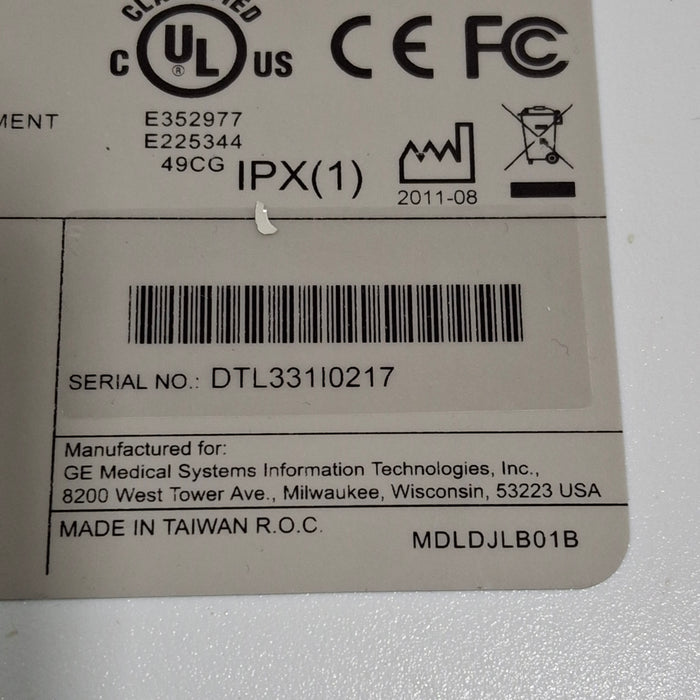 CLASSIFIED
C UL ® US CE FC
MENT
E352977
E225344
49CG
IPX(1)
2011-08
SERIAL NO.: DTL331I0217
Manufactured for:
GE Medical Systems Information Technologies, Inc.,
8200 West Tower Ave., Milwaukee, Wisconsin, 53223 USA
MADE IN TAIWAN R.O.C.
MDLDJLB01B